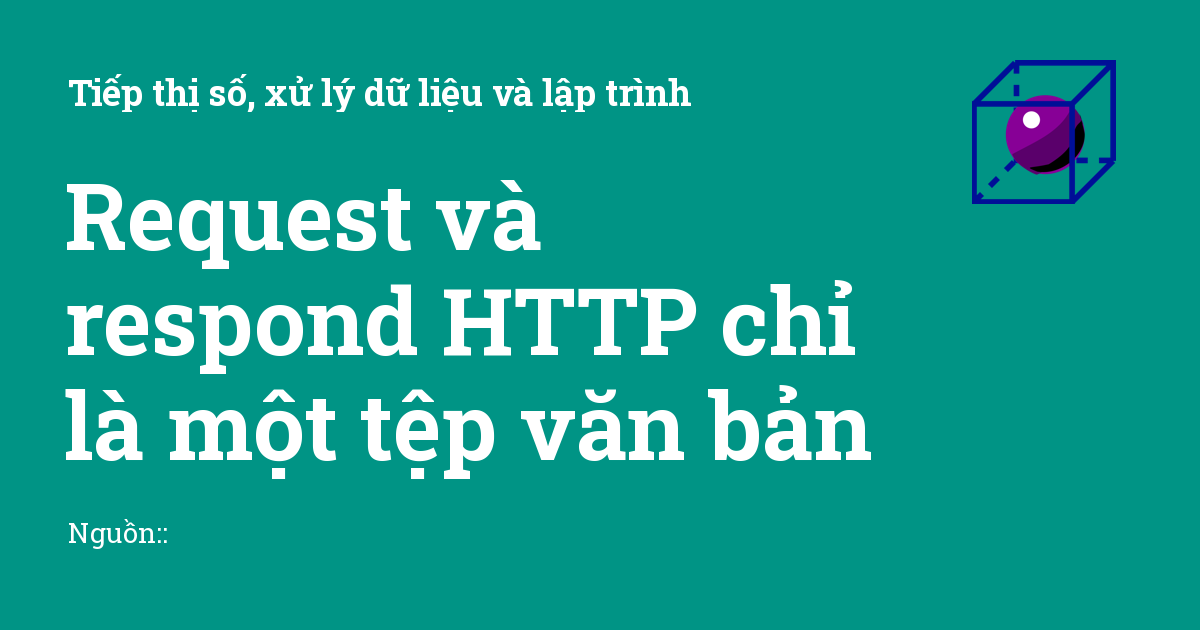 Tiếp thị số, xử lý dữ liệu và lập trình
Request và
respond HTTP chỉ
là một tệp văn bản
Nguồn::